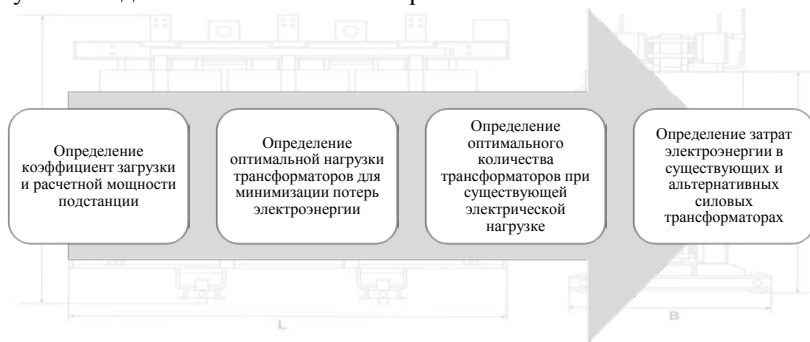 Определение
коэффициент загрузки
и расчетной мощности
подстанции
Определение
оптимальной нагрузки
трансформаторов для
минимизации потерь
электроэнергии
Определение
оптимального
количества
трансформаторов при
существующей
электрической
нагрузке
Определение затрат
электроэнергии в
существующих и
альтернативных
силовых
трансформаторах
L
B